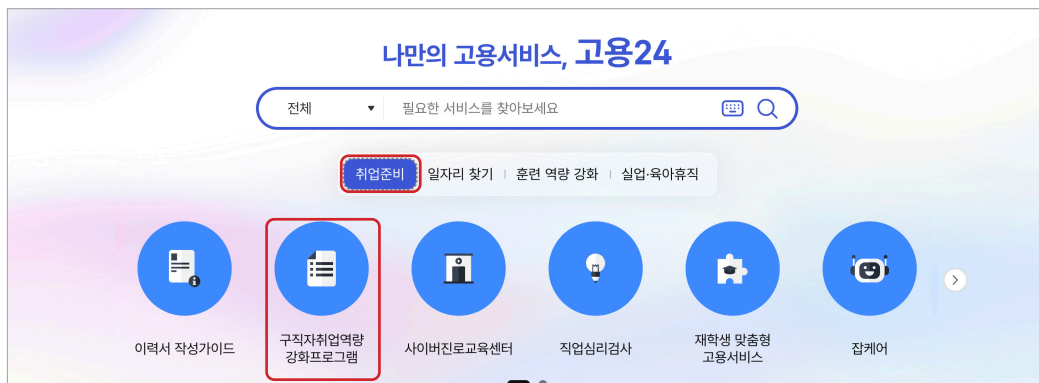 나만의 고용서비스, 고용24
전체 필요한 서비스를 찾아보세요
취업준비 일자리 찾기 훈련 역량 강화 실업·육아휴직
이력서 작성가이드
구직자취업역량
강화프로그램
사이버진로교육센터
직업심리검사
재학생 맞춤형
고용서비스
잡케어